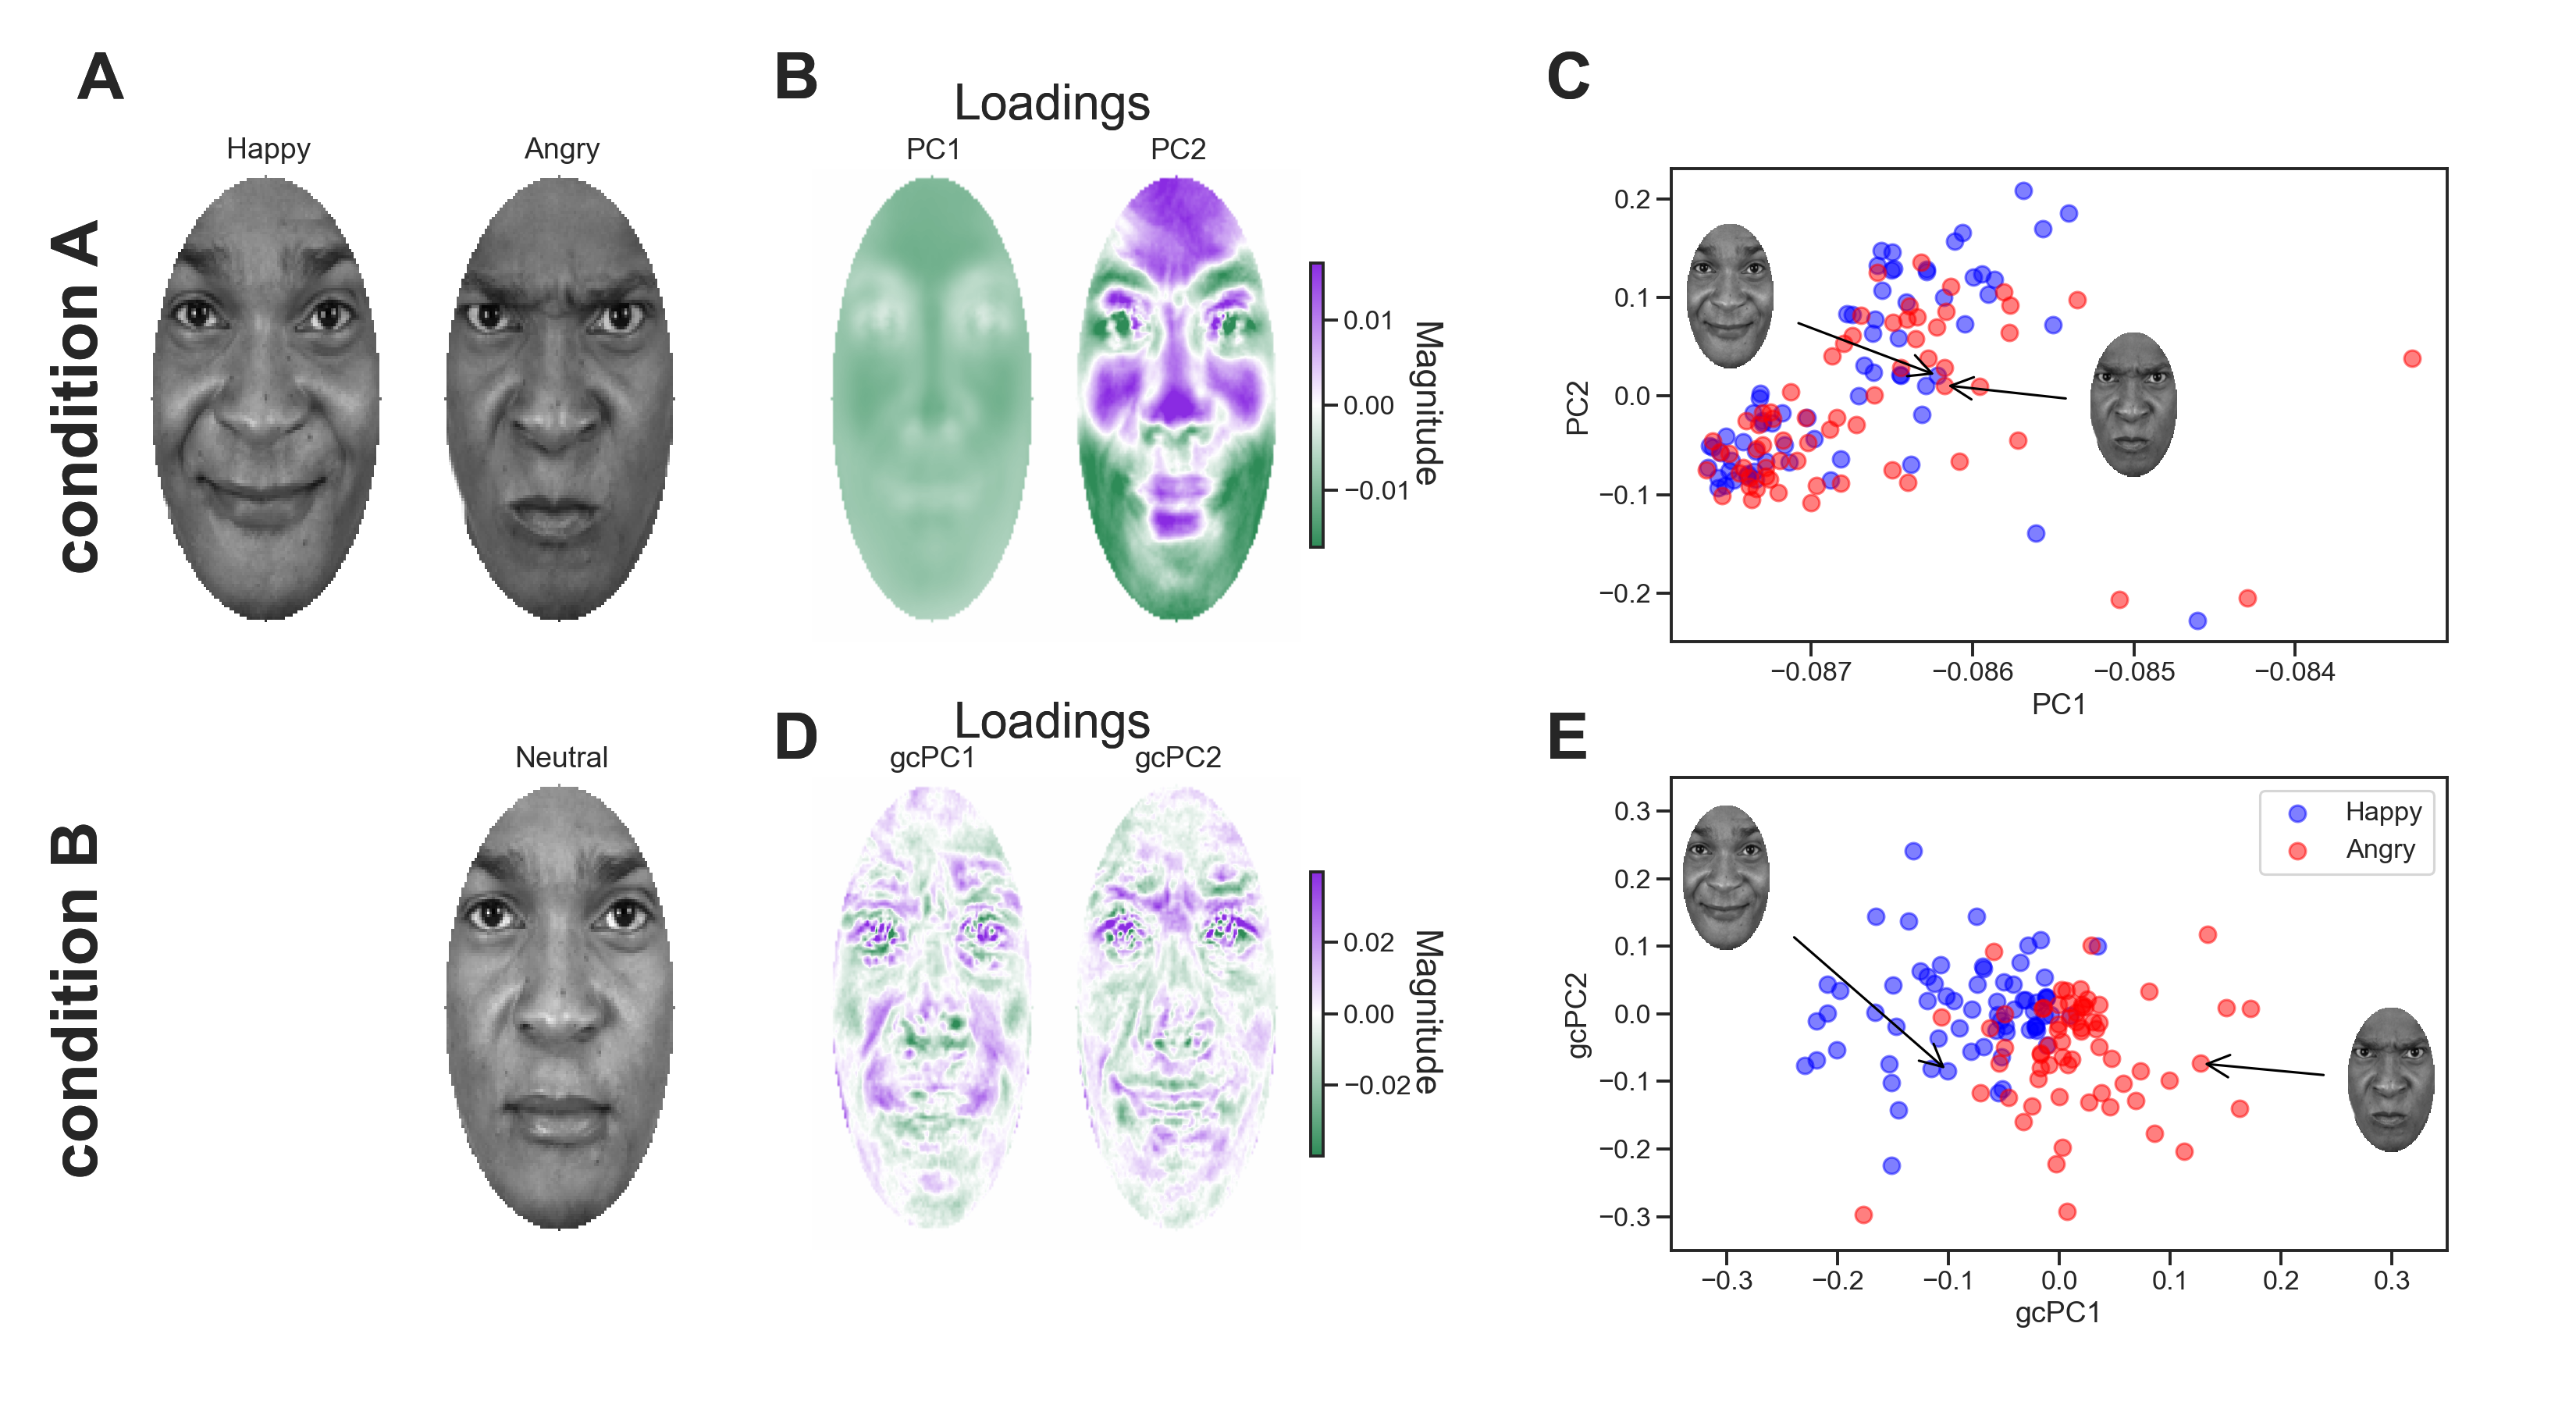 A
Happy
Angry
condition A
B
Loadings
PC1
PC2
0.01
0.00
−0.01
Magnitude
C
0.2
0.1
0.0
−0.1
−0.2
PC2
−0.087
−0.086
−0.085
−0.084
PC1
Neutral
condition B
D
Loadings
gcPC1
gcPC2
0.02
0.00
−0.02
Magnitude
E
Happy
Angry
0.3
0.2
0.1
0.0
−0.1
−0.2
−0.3
gcPC2
−0.3
−0.2
−0.1
0.0
0.1
0.2
0.3
gcPC1